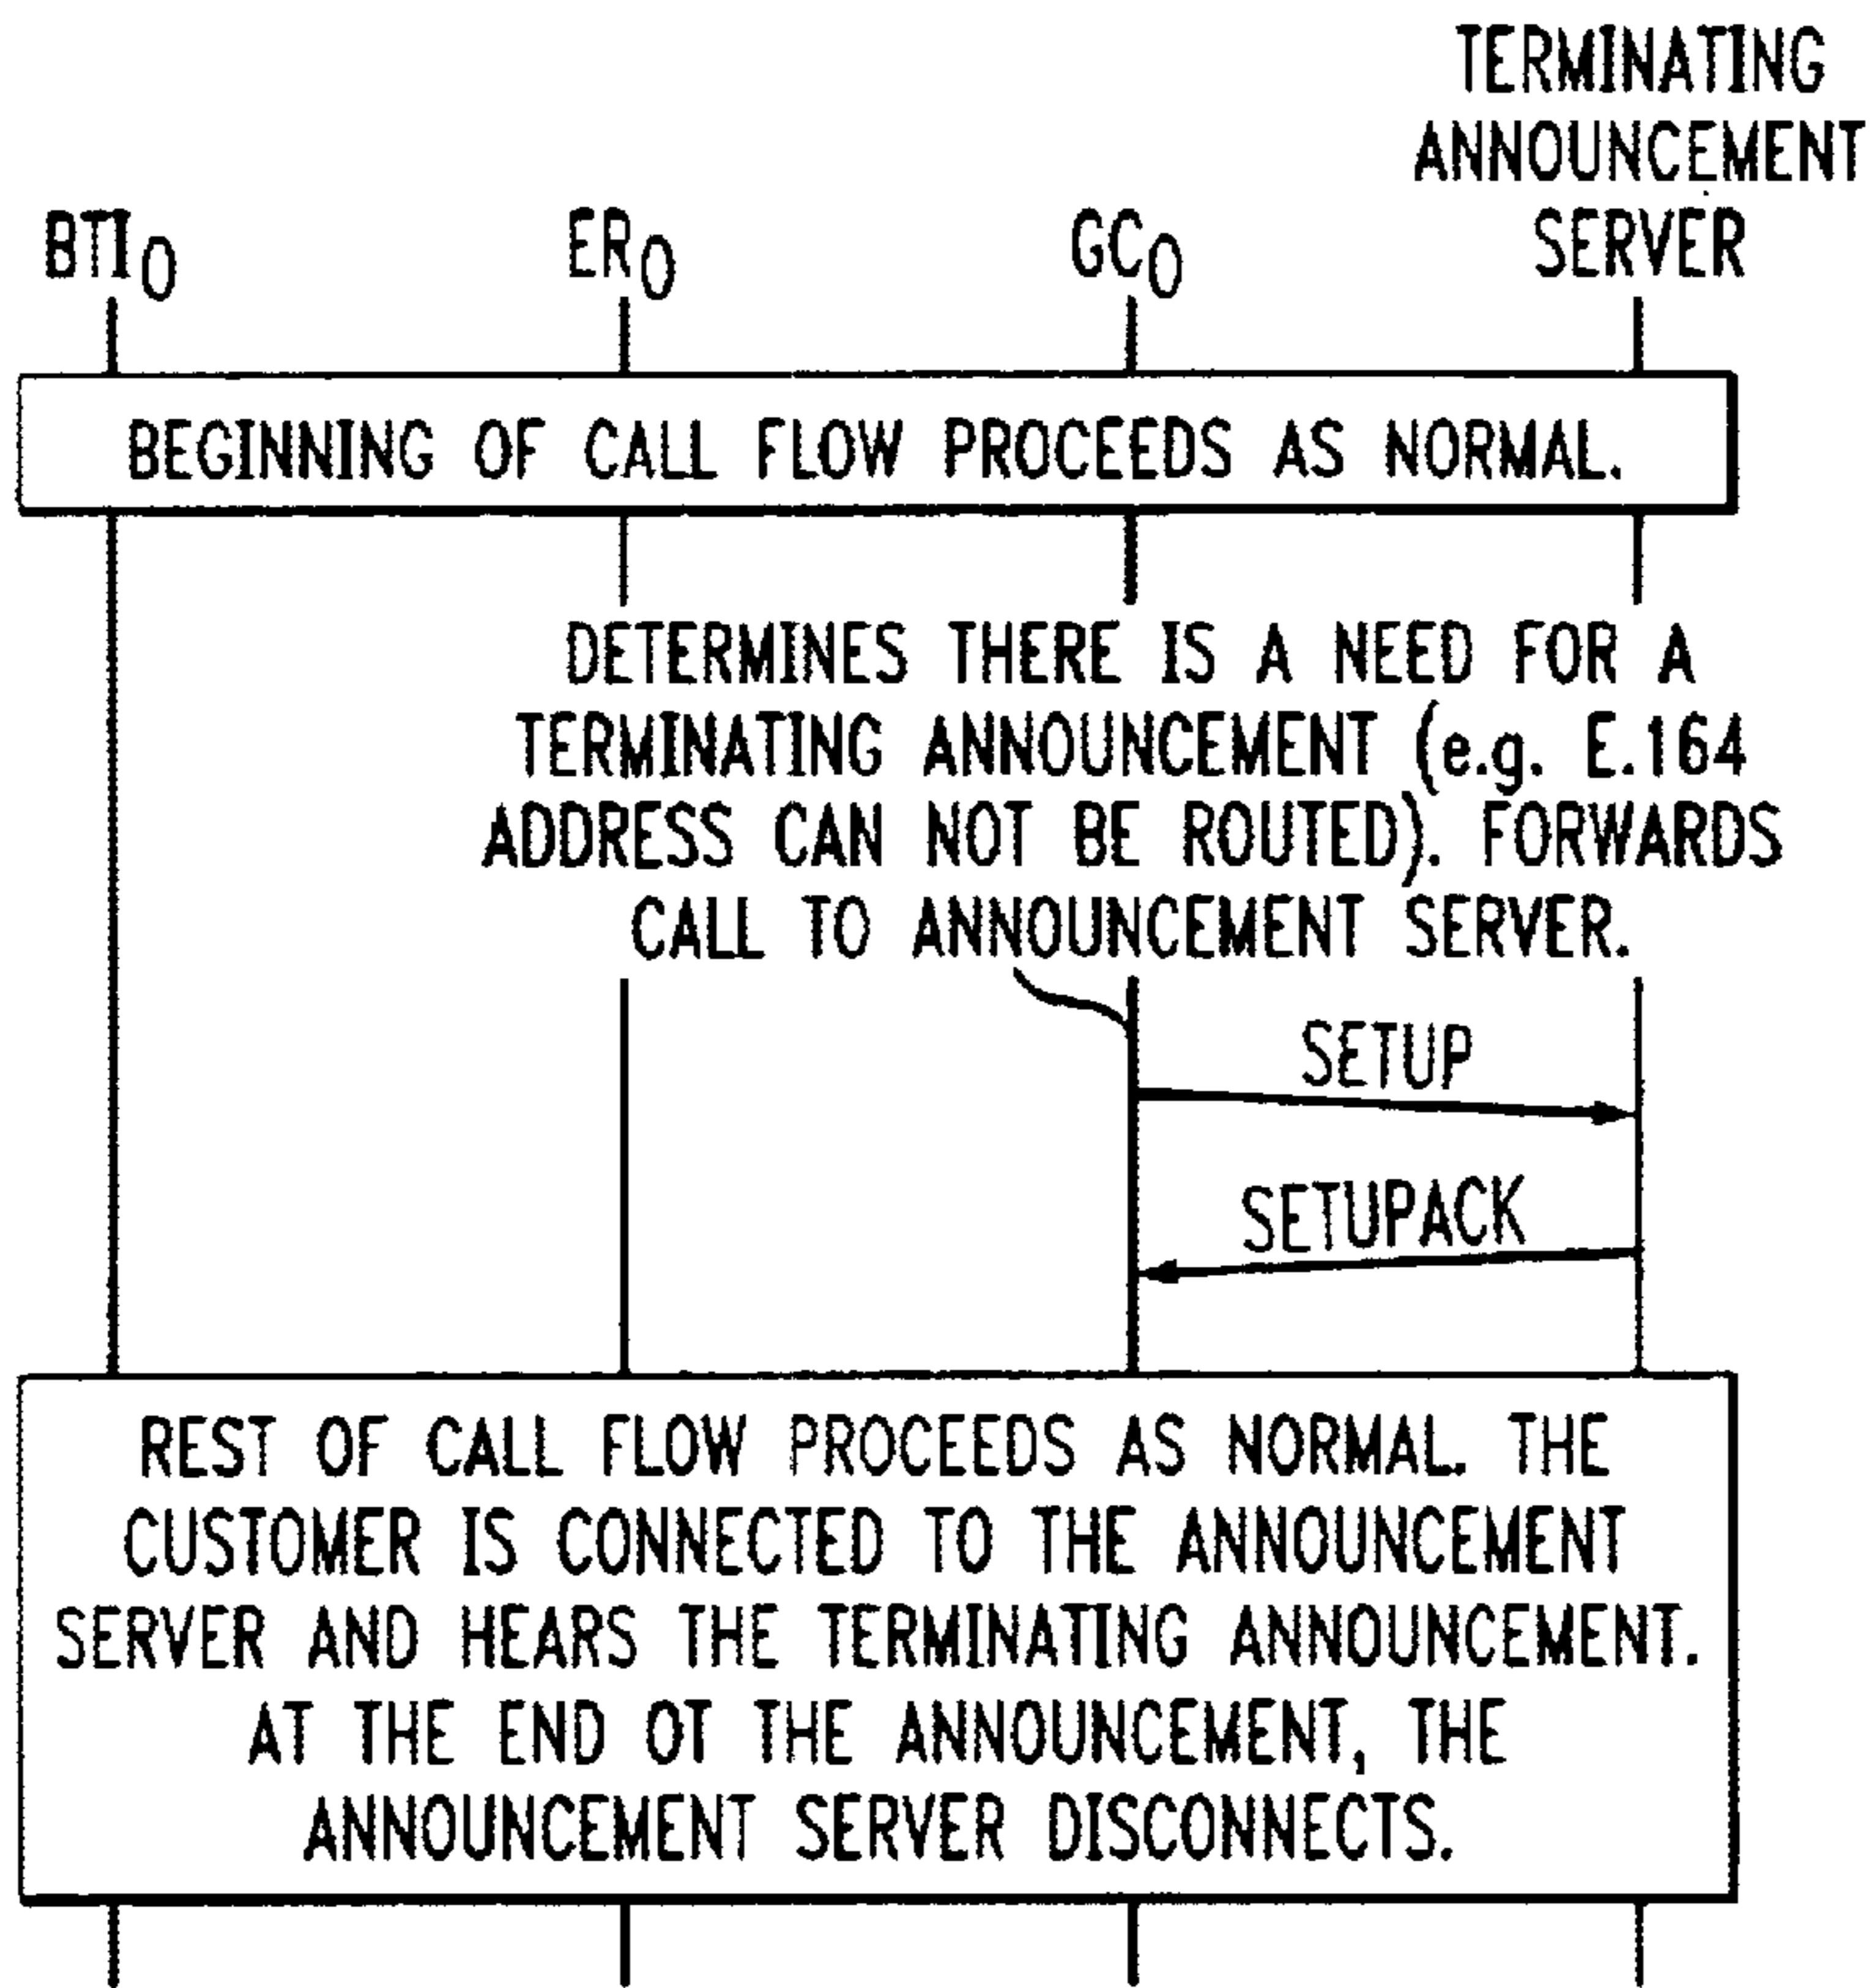 TERMINATING
ANNOUNCEMENT
SERVER
BTIO
ERO
GCO
BEGINNING OF CALL FLOW PROCEEDS AS NORMAL.
DETERMINES THERE IS A NEED FOR A
TERMINATING ANNOUNCEMENT (e.g. E.164
ADDRESS CAN NOT BE ROUTED). FORWARDS
CALL TO ANNOUNCEMENT SERVER.
SETUP
SETUPACK
REST OF CALL FLOW PROCEEDS AS NORMAL. THE
CUSTOMER IS CONNECTED TO THE ANNOUNCEMENT
SERVER AND HEARS THE TERMINATING ANNOUNCEMENT.
AT THE END OT THE ANNOUNCEMENT, THE
ANNOUNCEMENT SERVER DISCONNECTS.